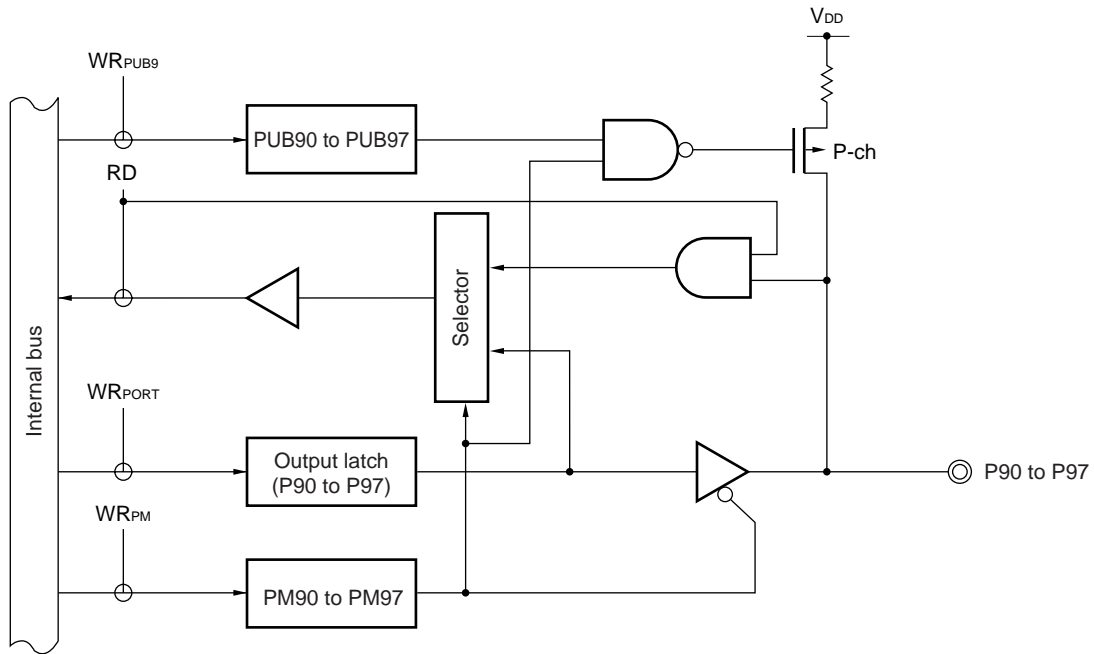 VDD
WRPUB9
PUB90 to PUB97
P-ch
RD
Selector
Internal bus
WRPORT
Output latch
(P90 to P97)
P90 to P97
WRPM
PM90 to PM97